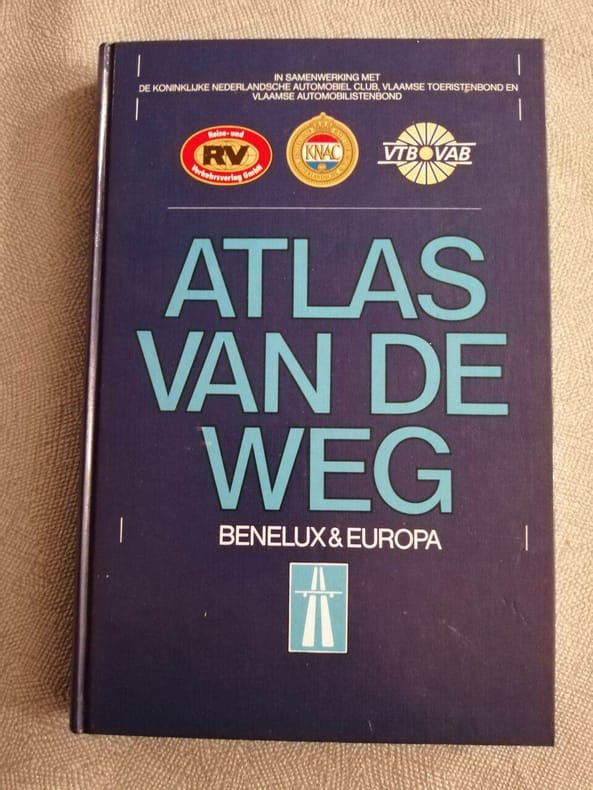 IN SAMENWERKING MET
DE KONINKLIJKE NEDERLANDSCHE AUTOMOBIEL CLUB, VLAAMSE TOERISTENBOND EN
VLAAMSE AUTOMOBILISTENBOND
Reise- und
RV
Verkehrsverlag GmbH
KNAC
VTB VAB
ATLAS
VAN DE
WEG
BENELUX & EUROPA